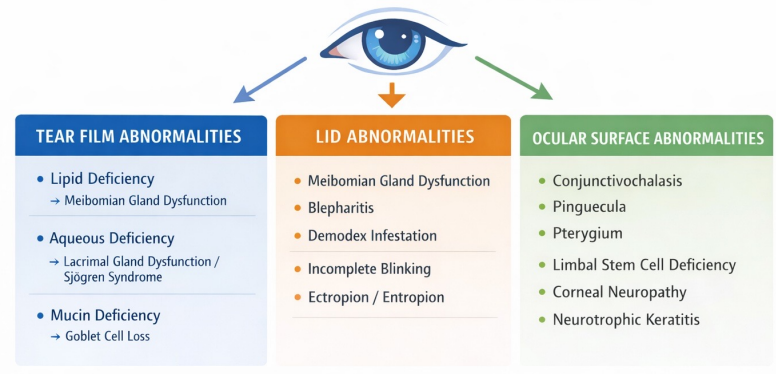 TEAR FILM ABNORMALITIES
• Lipid Deficiency
→ Meibomian Gland Dysfunction
• Aqueous Deficiency
→ Lacrimal Gland Dysfunction /
Sjögren Syndrome
• Mucin Deficiency
→ Goblet Cell Loss
LID ABNORMALITIES
• Meibomian Gland Dysfunction
• Blepharitis
• Demodex Infestation
• Incomplete Blinking
• Ectropion / Entropion
OCULAR SURFACE ABNORMALITIES
• Conjunctivochalasis
• Pinguecula
• Pterygium
• Limbal Stem Cell Deficiency
• Corneal Neuropathy
• Neurotrophic Keratitis